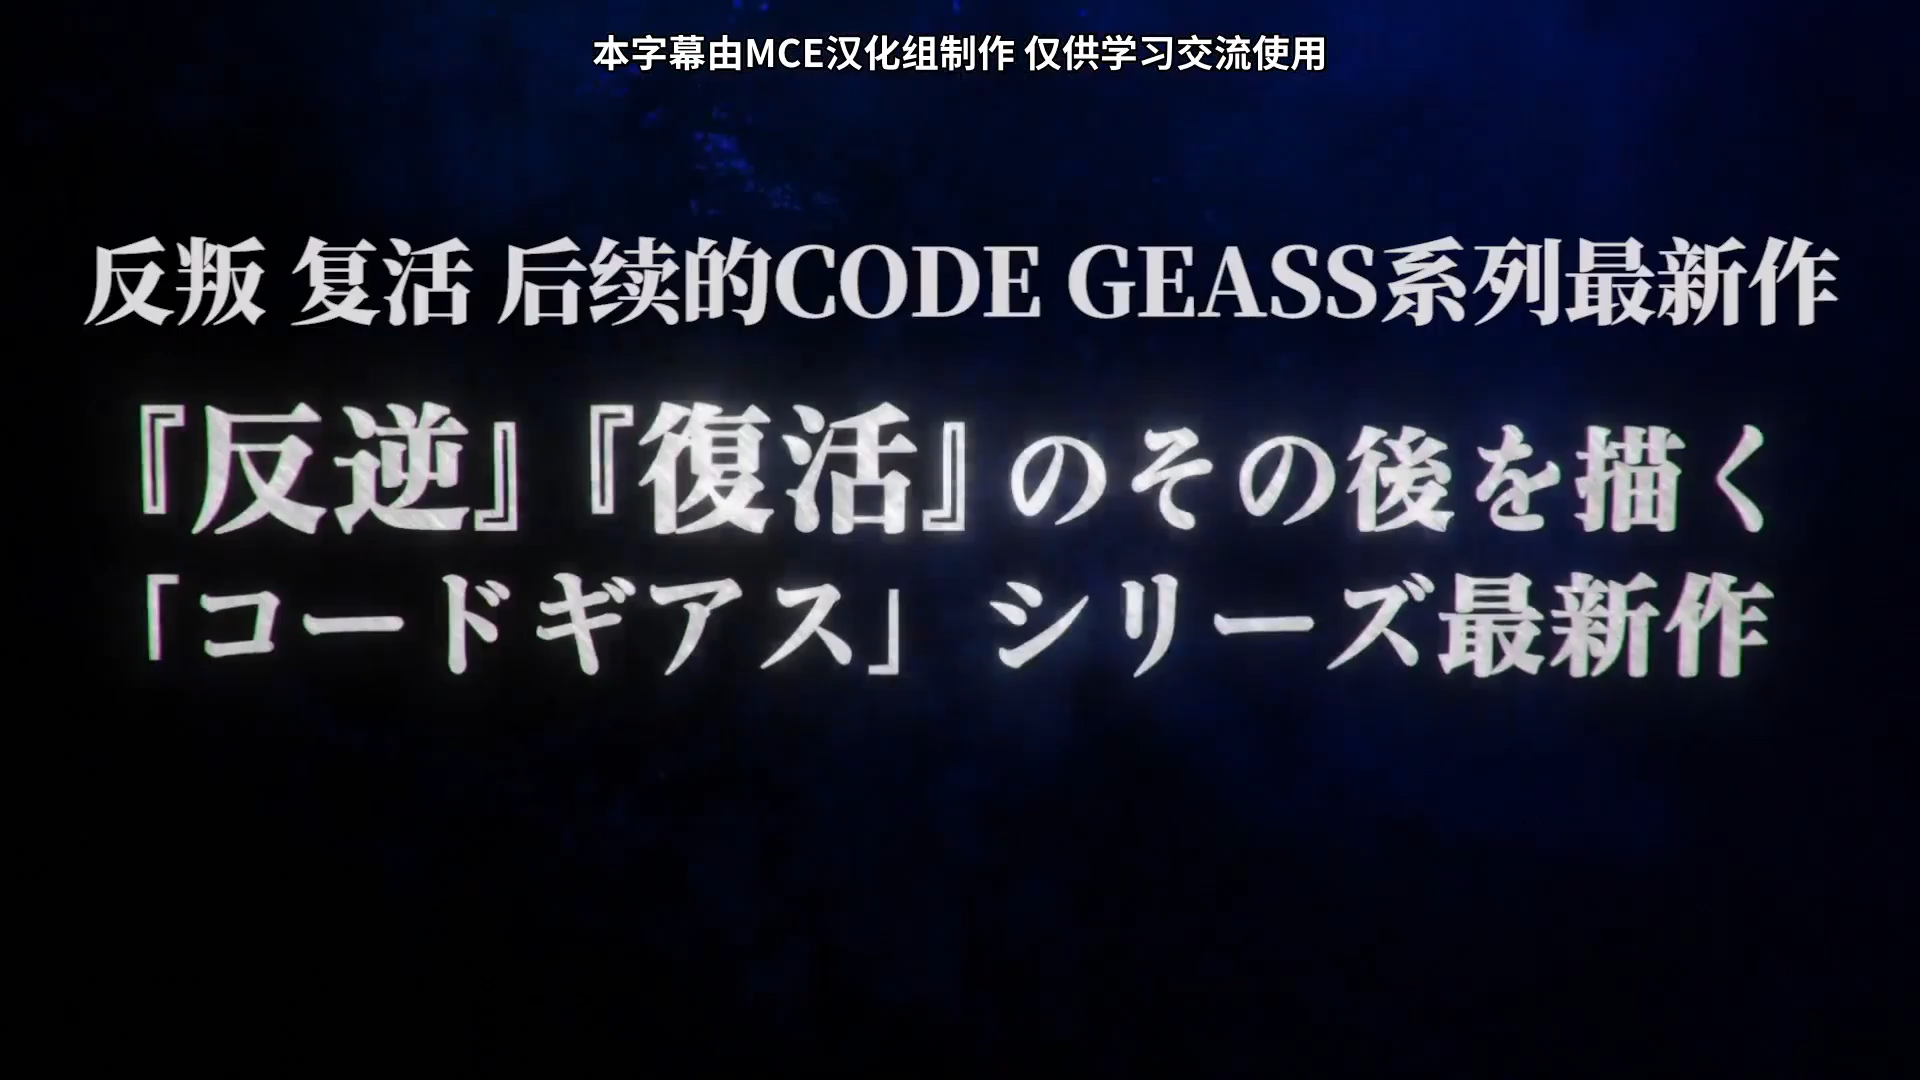 本字幕由MCE汉化组制作 仅供学习交流使用
反叛 复活 后续的CODE GEASS系列最新作
『反逆』『復活』のその後を描く
「コードギアス」シリーズ最新作